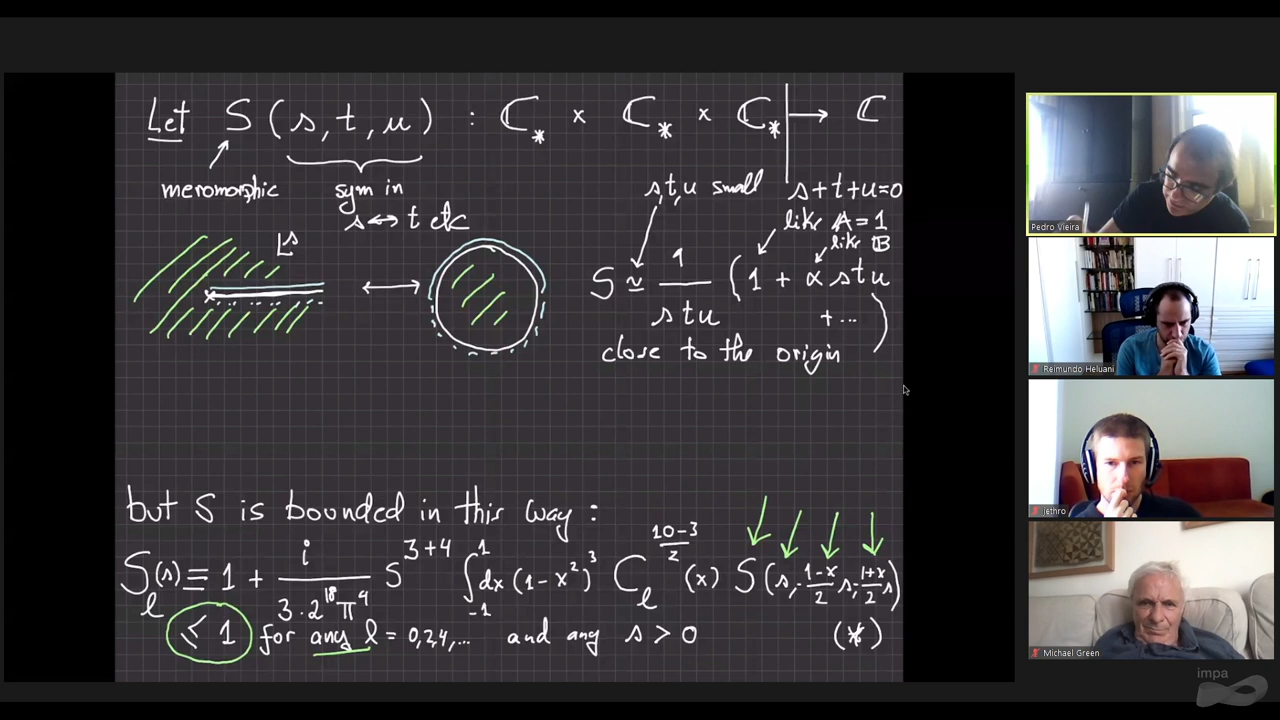 Let S (s, t, u) : ℂ* × ℂ* × ℂ* | → ℂ
meromorphic
sym in
s ↔ t etc
s
s,t,u small
s+t+u=0
like A = 1
like B
S ≃ 1/(stu) (1 + α stu
+ ... )
close to the origin
but S is bounded in this way :
S_ℓ(s) ≡ 1 + i/(3·2^18 π^4) s^{3+4} ∫_{-1}^{1} dx (1-x²)³ C_ℓ^{(10-3)/2} (x) S(s, -(1-x)/2 s, -(1+x)/2 s)
≤ 1 for any ℓ = 0,2,4,... and any s > 0 (*)
Pedro Vieira
Reimundo Heluani
jethro
Michael Green
impa